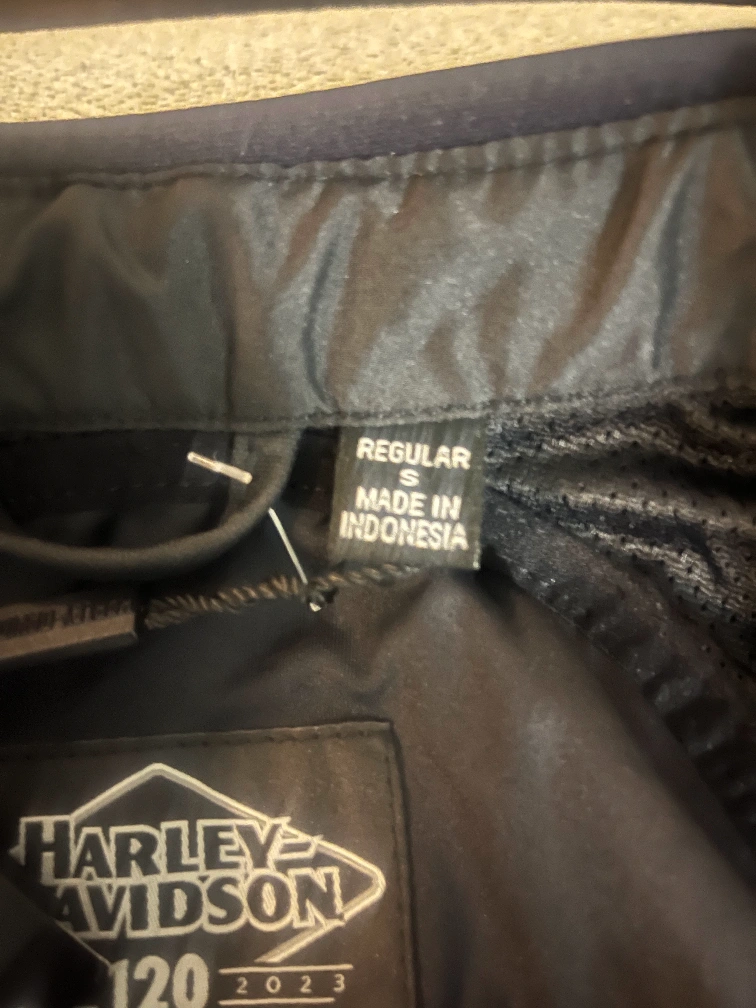 REGULAR
S
MADE IN
INDONESIA
HARLEY-
DAVIDSON
120
2023